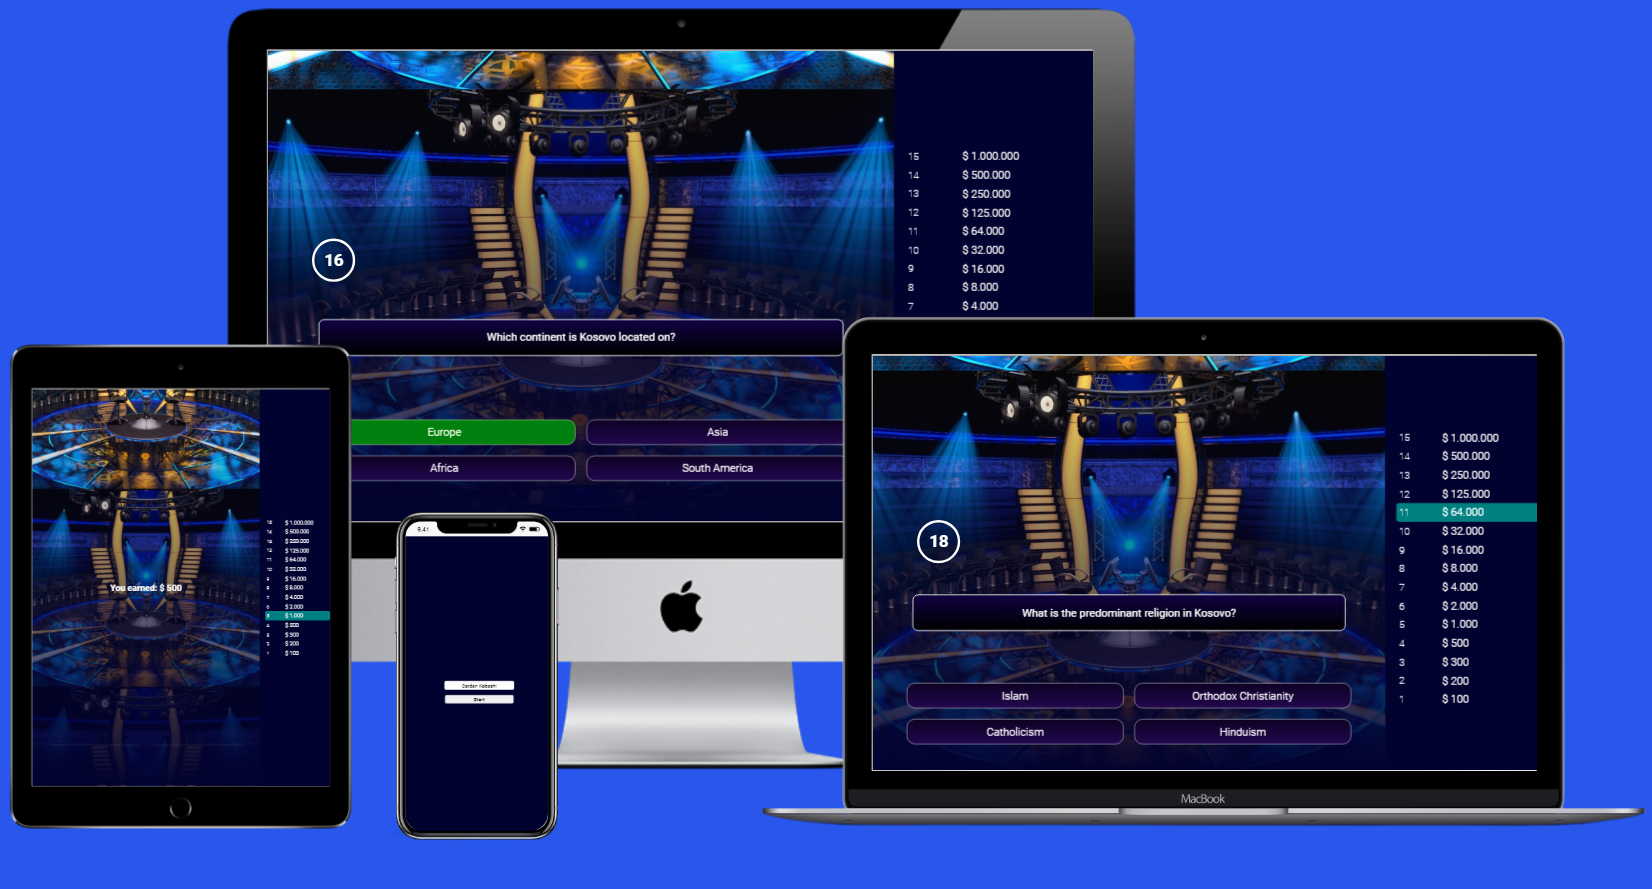 15 $ 1.000.000
14 $ 500.000
13 $ 250.000
12 $ 125.000
11 $ 64.000
10 $ 32.000
9 $ 16.000
8 $ 8.000
7 $ 4.000
16
Which continent is Kosovo located on?
Europe
Asia
Africa
South America
You earned: $ 500
15 $ 1.000.000
14 $ 500.000
13 $ 250.000
12 $ 125.000
11 $ 64.000
10 $ 32.000
9 $ 16.000
8 $ 8.000
7 $ 4.000
6 $ 2.000
5 $ 1.000
4 $ 500
3 $ 300
2 $ 200
1 $ 100
9:41
Dardan Kabashi
Start
15 $ 1.000.000
14 $ 500.000
13 $ 250.000
12 $ 125.000
11 $ 64.000
10 $ 32.000
9 $ 16.000
8 $ 8.000
7 $ 4.000
6 $ 2.000
5 $ 1.000
4 $ 500
3 $ 300
2 $ 200
1 $ 100
18
What is the predominant religion in Kosovo?
Islam
Orthodox Christianity
Catholicism
Hinduism
MacBook